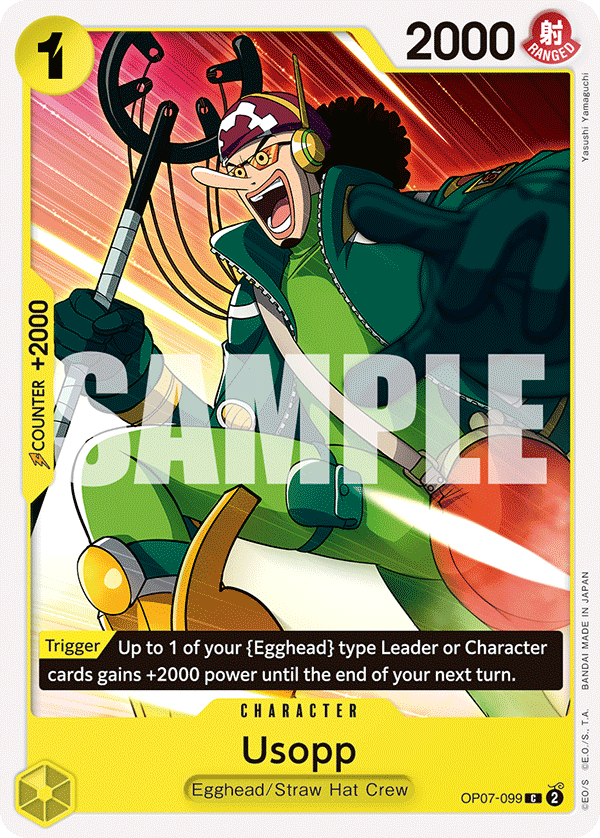 1
2000
射
RANGED
Yasushi Yamaguchi
COUNTER +2000
SAMPLE
Trigger Up to 1 of your {Egghead} type Leader or Character
cards gains +2000 power until the end of your next turn.
CHARACTER
Usopp
Egghead/Straw Hat Crew
OP07-099 C 2
©E.O/S ©E.O./S., T.A. BANDAI MADE IN JAPAN